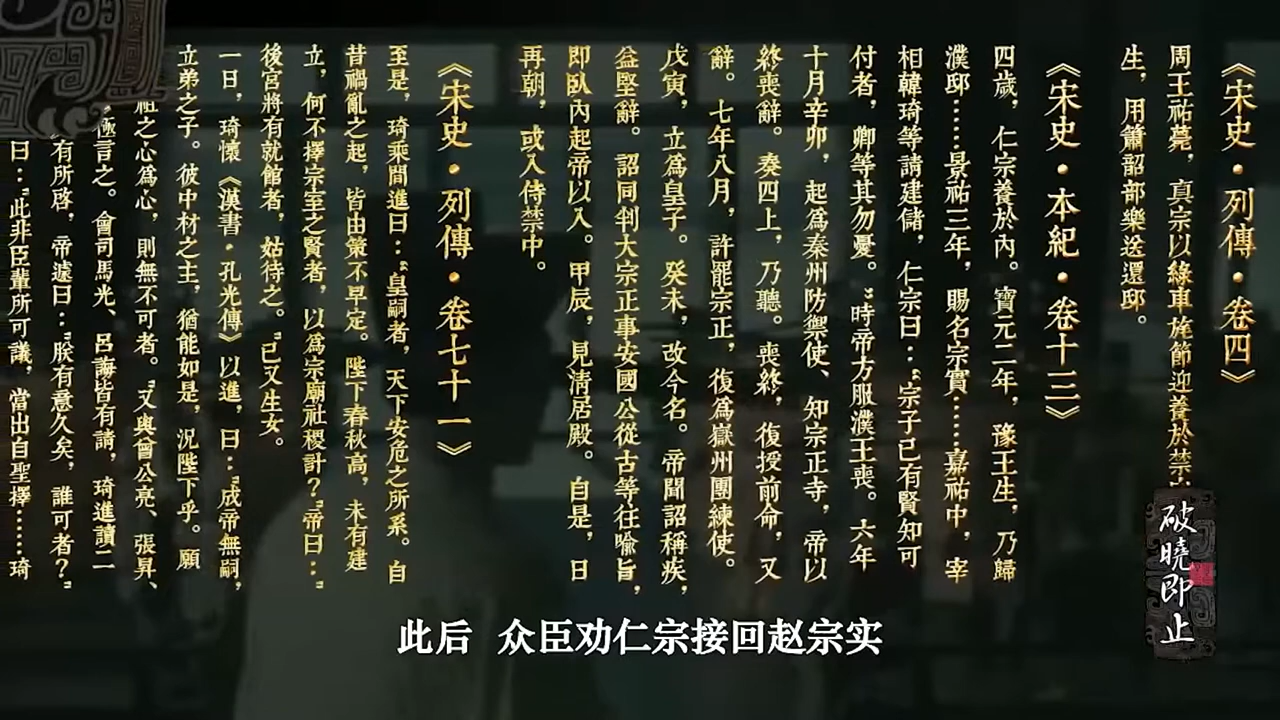 《宋史·列傳·卷四》
周王祐薨，真宗以綠車旄節迎養於禁
生，用簫韶部樂送還邸。
《宋史·本紀·卷十三》
四歲，仁宗養於內。寶元二年，豫王生，乃歸
濮邸……景祐三年，賜名宗實……嘉祐中，宰
相韓琦等請建儲，仁宗曰：“宗子已有賢知可
付者，卿等其勿憂。”時帝方服濮王喪。六年
十月辛卯，起為秦州防禦使、知宗正寺，帝以
終喪辭。奏四上，乃聽。喪終，復授前命，又
辭。七年八月，許罷宗正，復為嶽州團練使。
戊寅，立為皇子。癸未，改今名。帝聞詔稱疾，
益堅辭。詔同判大宗正事安國公從古等往喻旨，
即臥內起帝以入。甲辰，見清居殿。自是，日
再朝，或入侍禁中。
《宋史·列傳·卷七十一》
至是，琦乘間進曰：“皇嗣者，天下安危之所系。自
昔禍亂之起，皆由策不早定。陛下春秋高，未有建
立，何不擇宗室之賢者，以為宗廟社稷計？”帝曰：“
後宮將有就館者，姑待之。”已又生女。
一日，琦懷《漢書·孔光傳》以進，曰：“成帝無嗣，
立弟之子。彼中材之主，猶能如是，況陛下乎。願
祖之心為心，則無不可者。”又與曾公亮、張昇、
極言之。會司馬光、呂誨皆有請，琦進讀二
有所啓，帝遽曰：“朕有意久矣，誰可者？”
曰：“此非臣輩所可議，當出自聖擇……琦
破曉即止
此后 众臣劝仁宗接回赵宗实